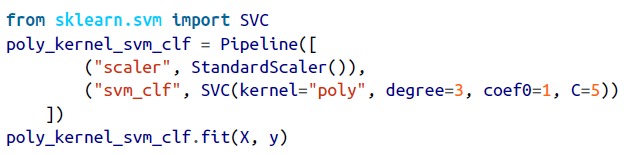 from sklearn.svm import SVC
poly_kernel_svm_clf = Pipeline([
        ("scaler", StandardScaler()),
        ("svm_clf", SVC(kernel="poly", degree=3, coef0=1, C=5))
    ])
poly_kernel_svm_clf.fit(X, y)